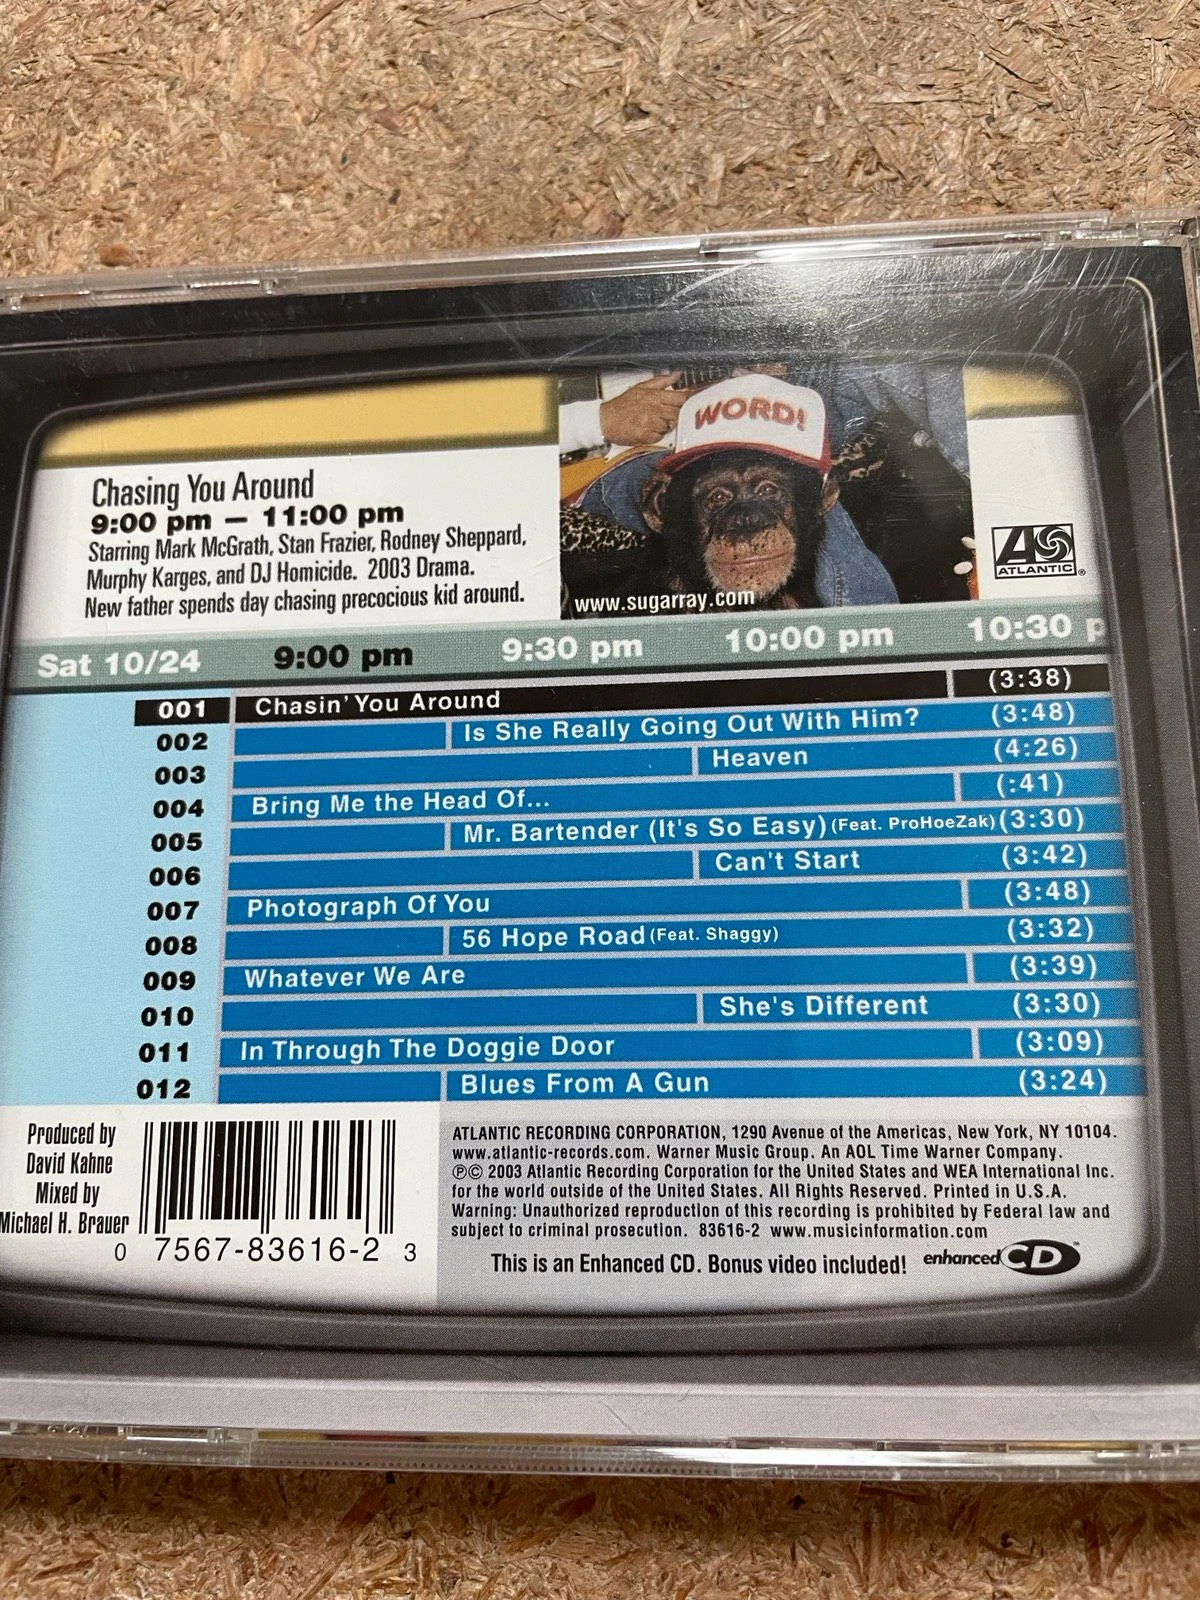 WORD!
Chasing You Around
9:00 pm — 11:00 pm
Starring Mark McGrath, Stan Frazier, Rodney Sheppard,
Murphy Karges, and DJ Homicide. 2003 Drama.
New father spends day chasing precocious kid around.
www.sugarray.com
ATLANTIC®
Sat 10/24 9:00 pm 9:30 pm 10:00 pm 10:30 p
001 Chasin' You Around (3:38)
002 Is She Really Going Out With Him? (3:48)
003 Heaven (4:26)
004 Bring Me the Head Of... (:41)
005 Mr. Bartender (It's So Easy) (Feat. ProHoeZak) (3:30)
006 Can't Start (3:42)
007 Photograph Of You (3:48)
008 56 Hope Road (Feat. Shaggy) (3:32)
009 Whatever We Are (3:39)
010 She's Different (3:30)
011 In Through The Doggie Door (3:09)
012 Blues From A Gun (3:24)
Produced by
David Kahne
Mixed by
Michael H. Brauer
0 7567-83616-2 3
ATLANTIC RECORDING CORPORATION, 1290 Avenue of the Americas, New York, NY 10104.
www.atlantic-records.com. Warner Music Group. An AOL Time Warner Company.
℗© 2003 Atlantic Recording Corporation for the United States and WEA International Inc.
for the world outside of the United States. All Rights Reserved. Printed in U.S.A.
Warning: Unauthorized reproduction of this recording is prohibited by Federal law and
subject to criminal prosecution. 83616-2 www.musicinformation.com
This is an Enhanced CD. Bonus video included! enhanced CD™